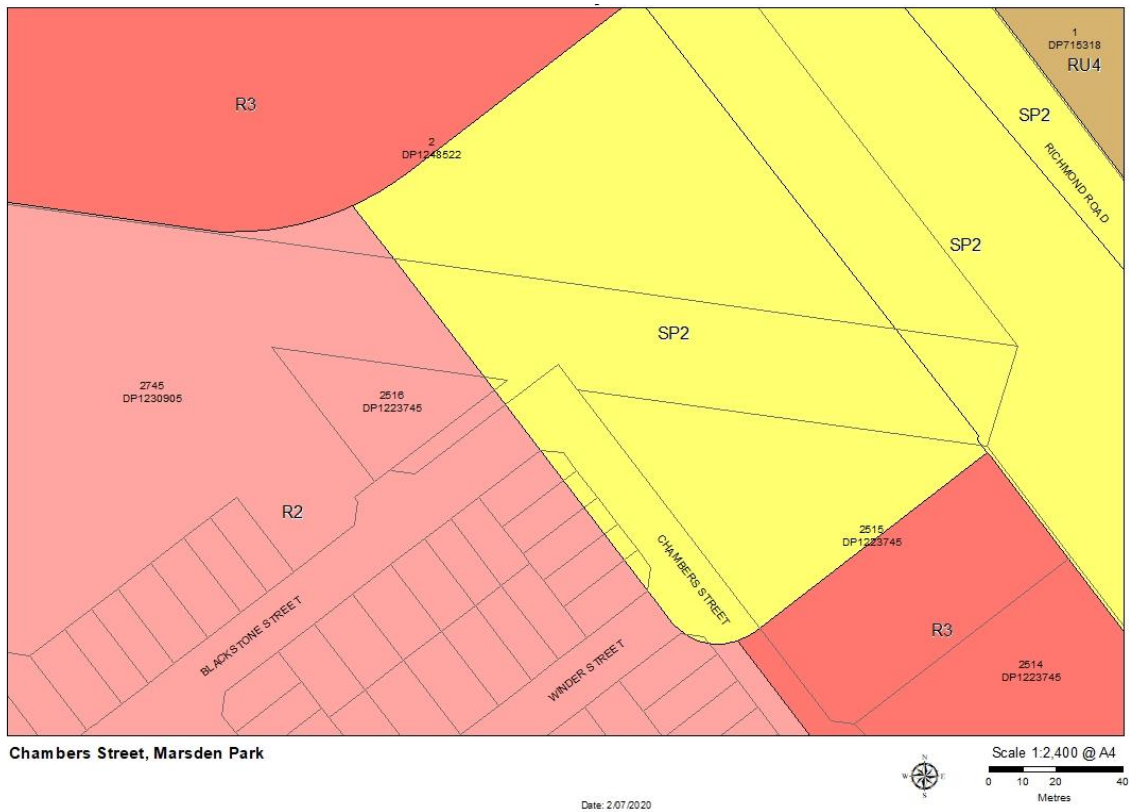 1
DP715318
RU4
R3
SP2
2
DP1248522
RICHMOND ROAD
SP2
SP2
2745
DP1230905
2516
DP1223745
R2
2515
DP1223745
CHAMBERS STREET
BLACKSTONE STREET
WINDER STREET
R3
2514
DP1223745
Chambers Street, Marsden Park
N
W E
S
Scale 1:2,400 @ A4
0 10 20 40
Metres
Date: 2/07/2020